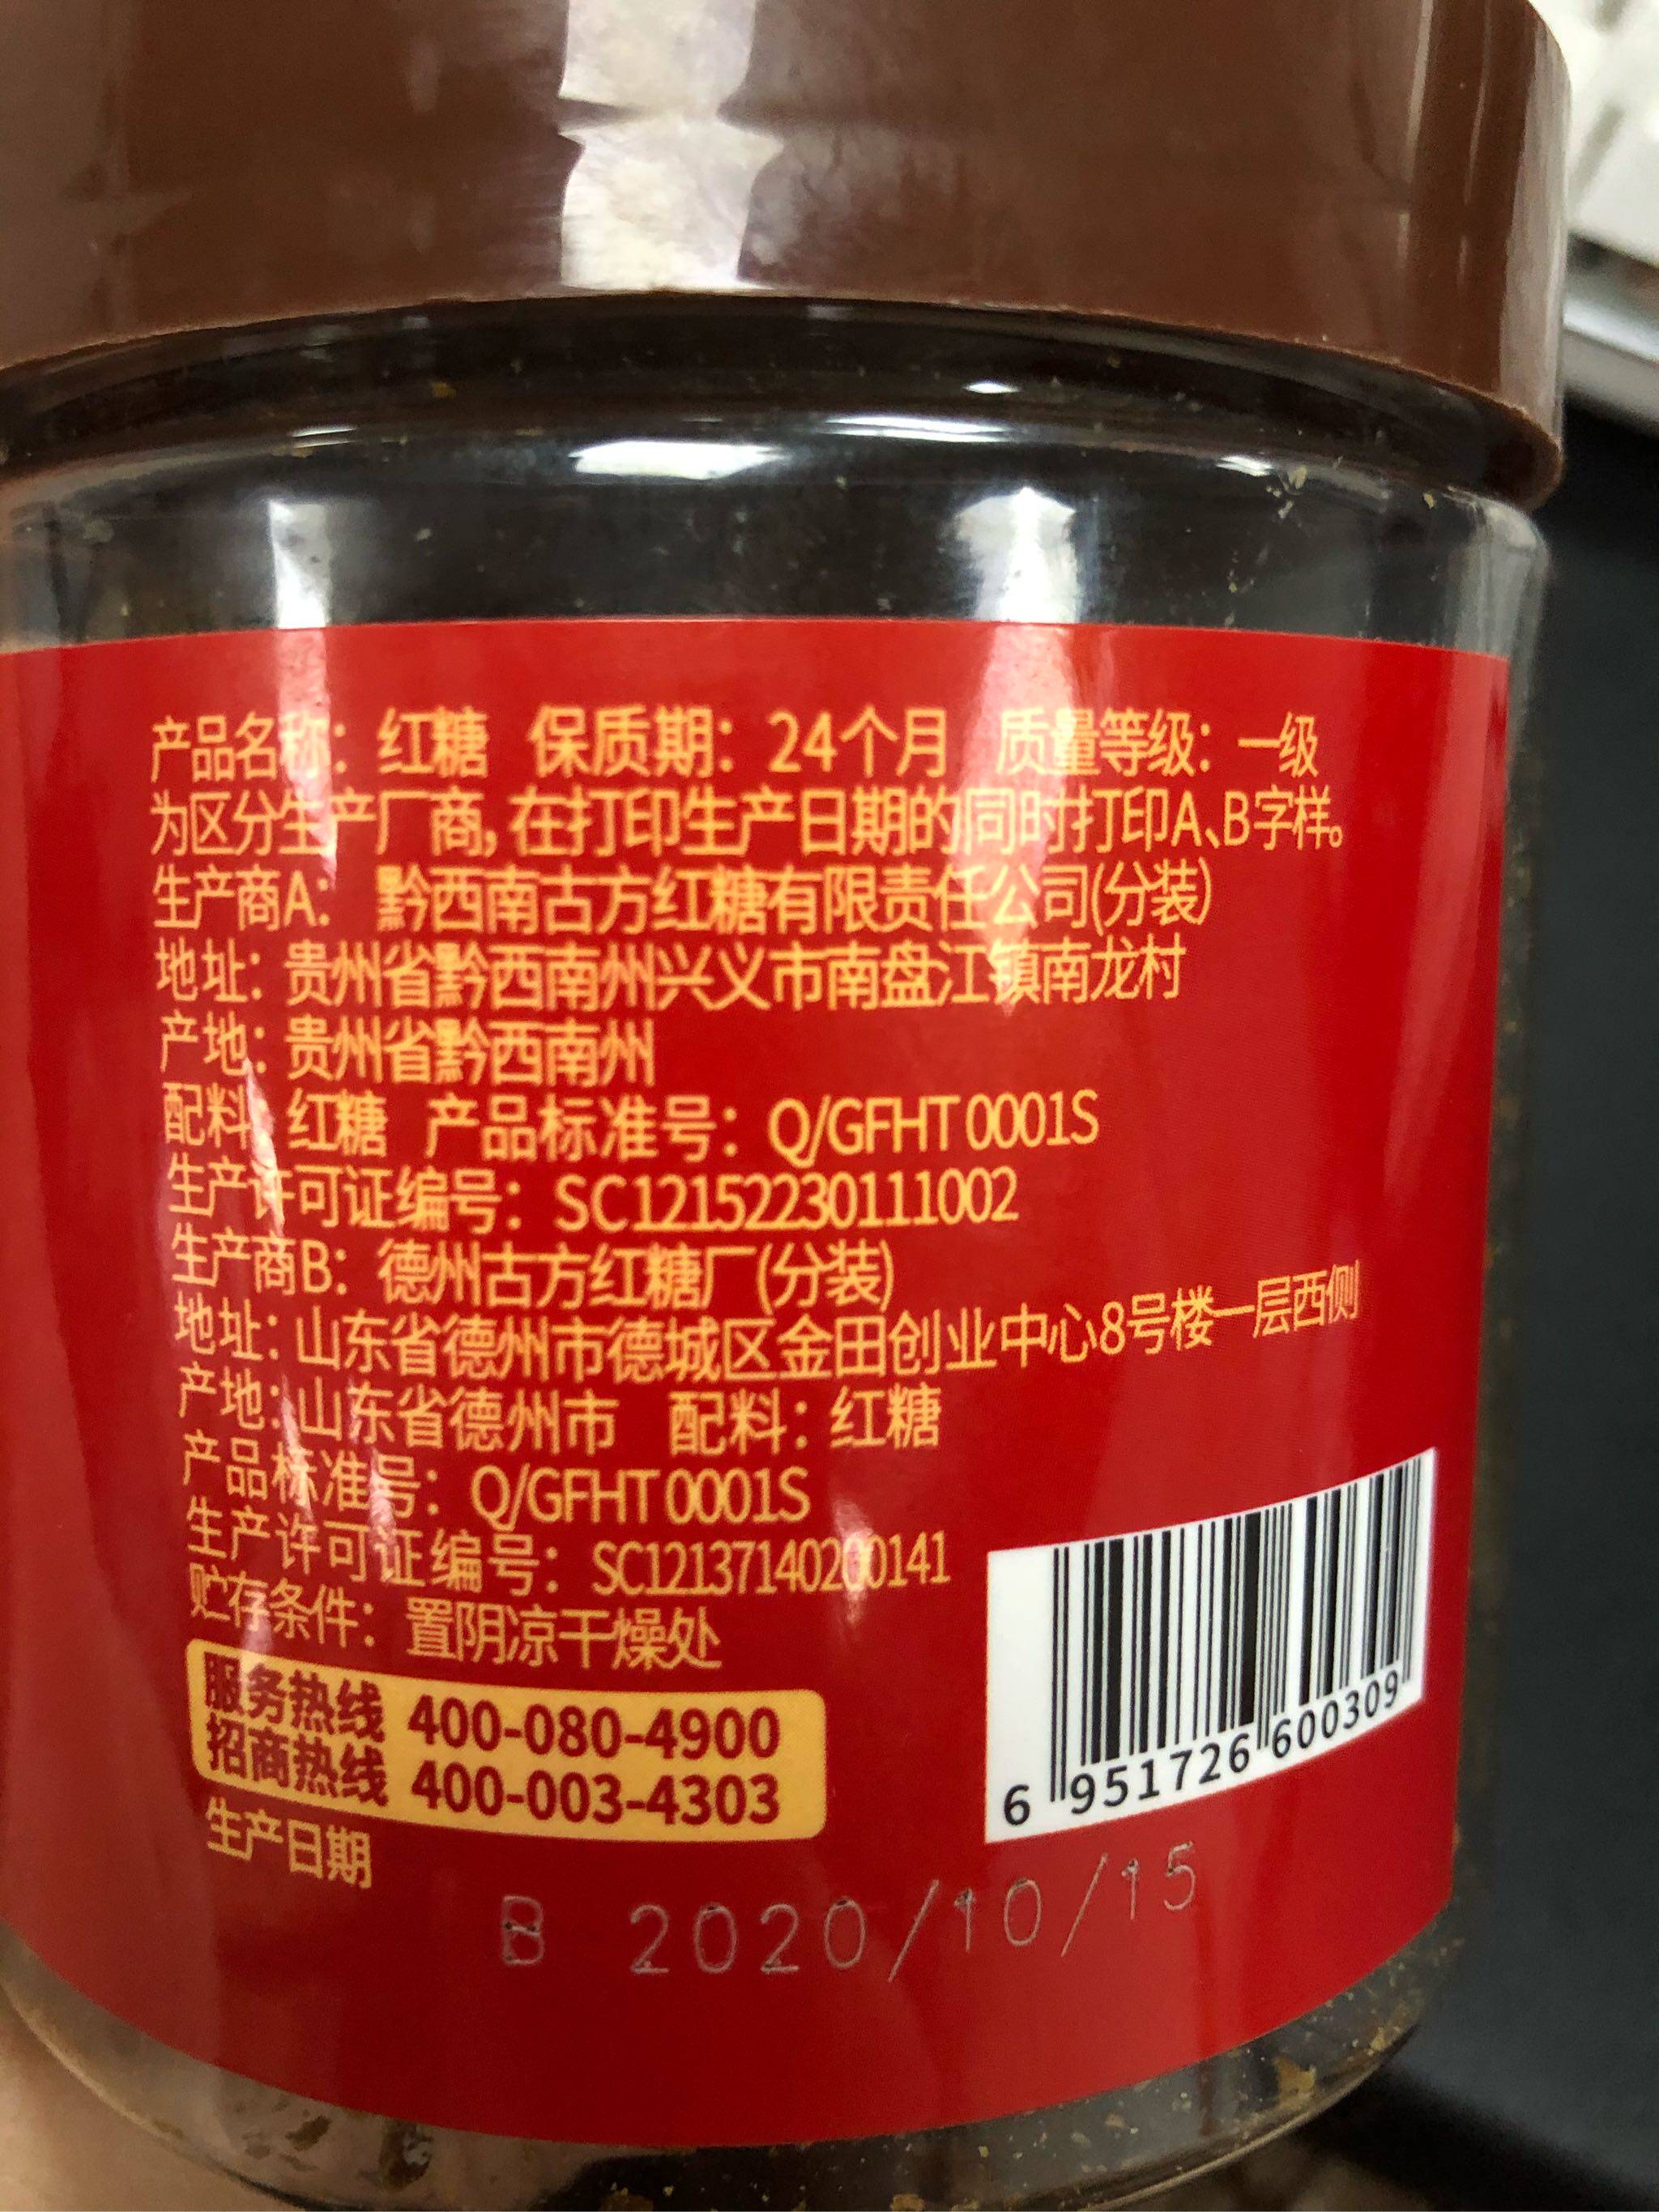 产品名称：红糖 保质期：24个月 质量等级：一级
为区分生产厂商，在打印生产日期的同时打印A、B字样。
生产商A： 黔西南古方红糖有限责任公司(分装)
地址：贵州省黔西南州兴义市南盘江镇南龙村
产地：贵州省黔西南州
配料：红糖 产品标准号：Q/GFHT 0001S
生产许可证编号：SC12152230111002
生产商B：德州古方红糖厂(分装)
地址：山东省德州市德城区金田创业中心8号楼一层西侧
产地：山东省德州市 配料：红糖
产品标准号：Q/GFHT 0001S
生产许可证编号：SC12137140200141
贮存条件：置阴凉干燥处
服务热线 400-080-4900
招商热线 400-003-4303
6 951726 600309
生产日期
B 2020/10/15